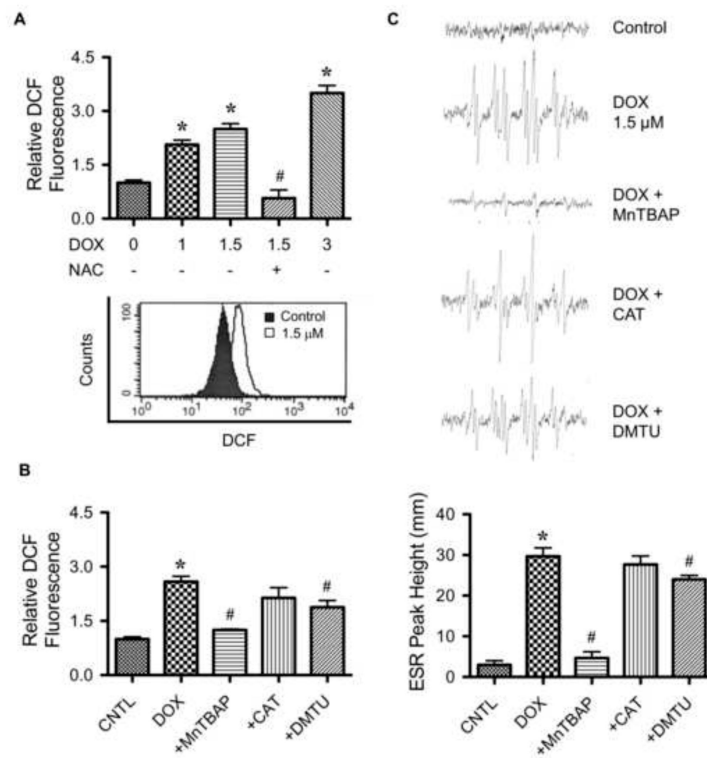 A
Relative DCF
Fluorescence
4.5
3.0
1.5
0.0
*
*
#
*
DOX 0 1 1.5 1.5 3
NAC - - - + -
Counts
100
0
Control
1.5 µM
10⁰ 10¹ 10² 10³ 10⁴
DCF
B
Relative DCF
Fluorescence
4.5
3.0
1.5
0.0
*
#
#
CNTL
DOX
+MnTBAP
+CAT
+DMTU
C
Control
DOX
1.5 µM
DOX +
MnTBAP
DOX +
CAT
DOX +
DMTU
ESR Peak Height (mm)
40
30
20
10
0
*
#
#
CNTL
DOX
+MnTBAP
+CAT
+DMTU